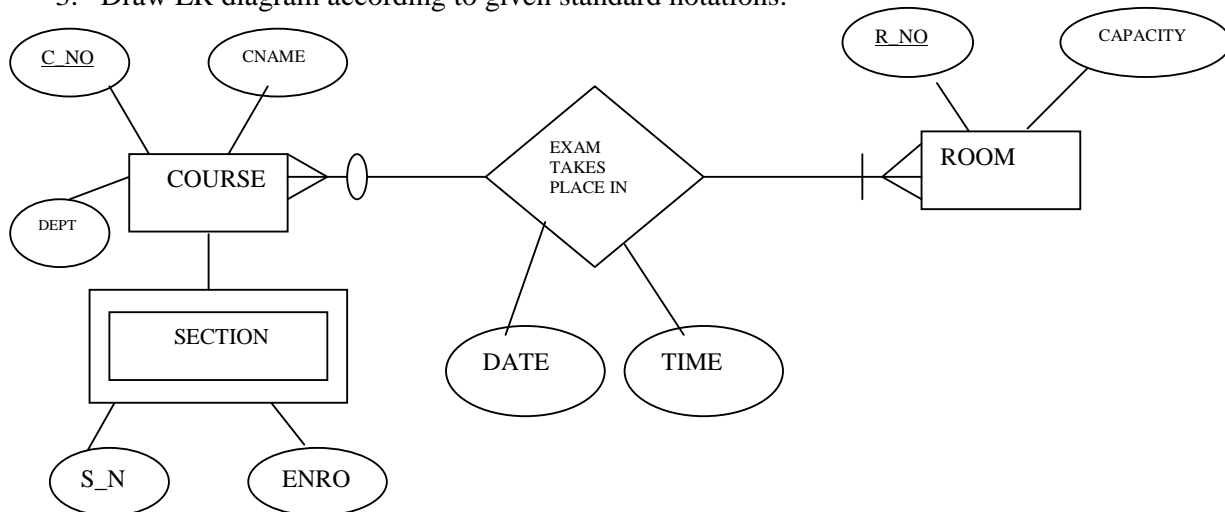 Draw ER diagram according to given standard notations.
C_NO
CNAME
R_NO
CAPACITY
EXAM
TAKES
PLACE IN
COURSE
ROOM
DEPT
SECTION
DATE
TIME
S_N
ENRO